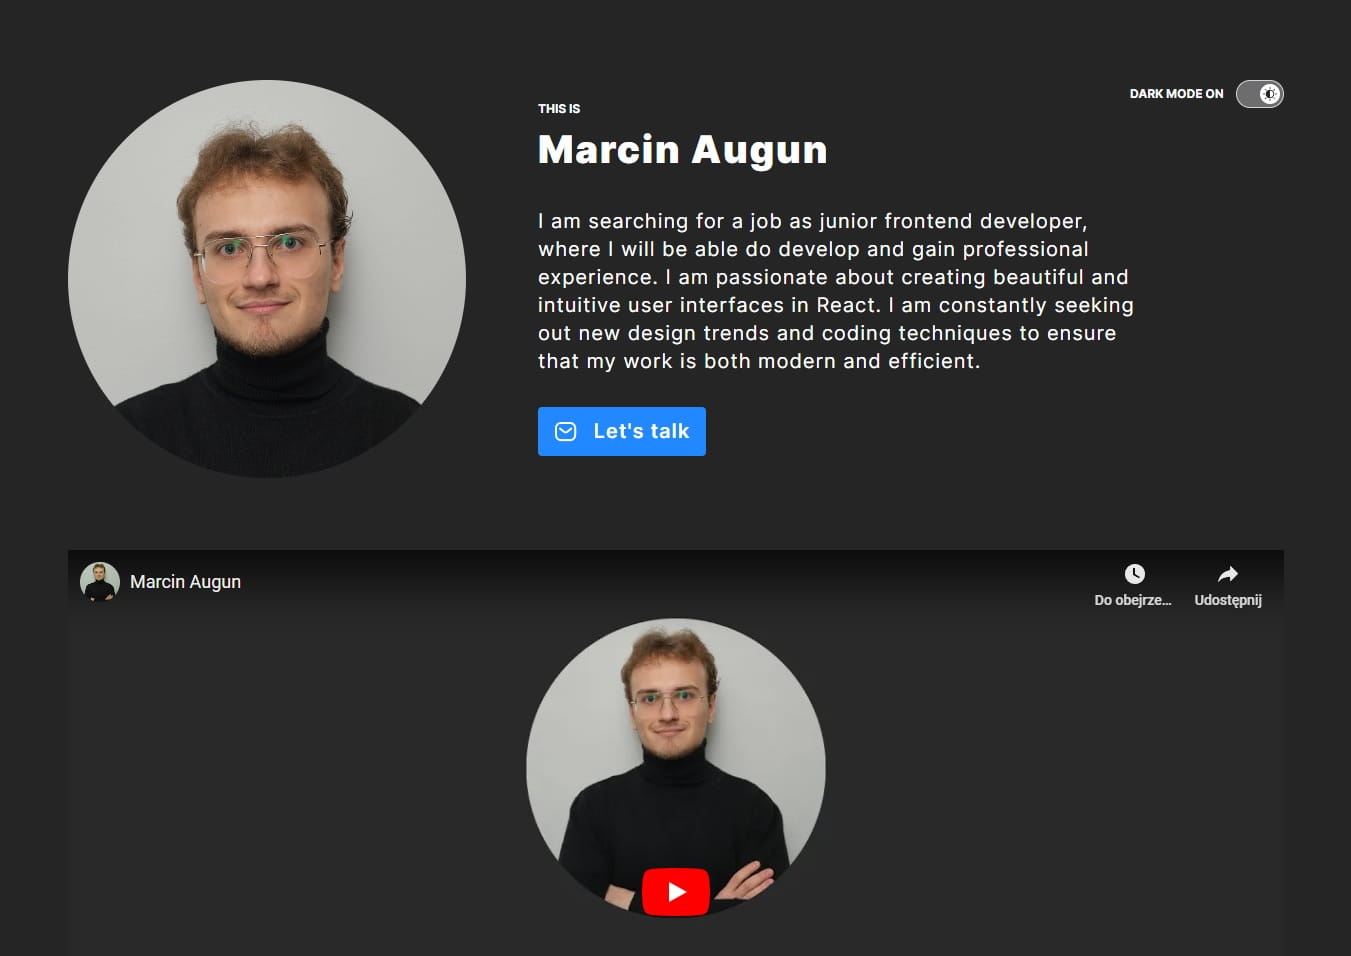 DARK MODE ON
THIS IS
Marcin Augun
I am searching for a job as junior frontend developer,
where I will be able do develop and gain professional
experience. I am passionate about creating beautiful and
intuitive user interfaces in React. I am constantly seeking
out new design trends and coding techniques to ensure
that my work is both modern and efficient.
Let's talk
Marcin Augun
Do obejrze...
Udostępnij